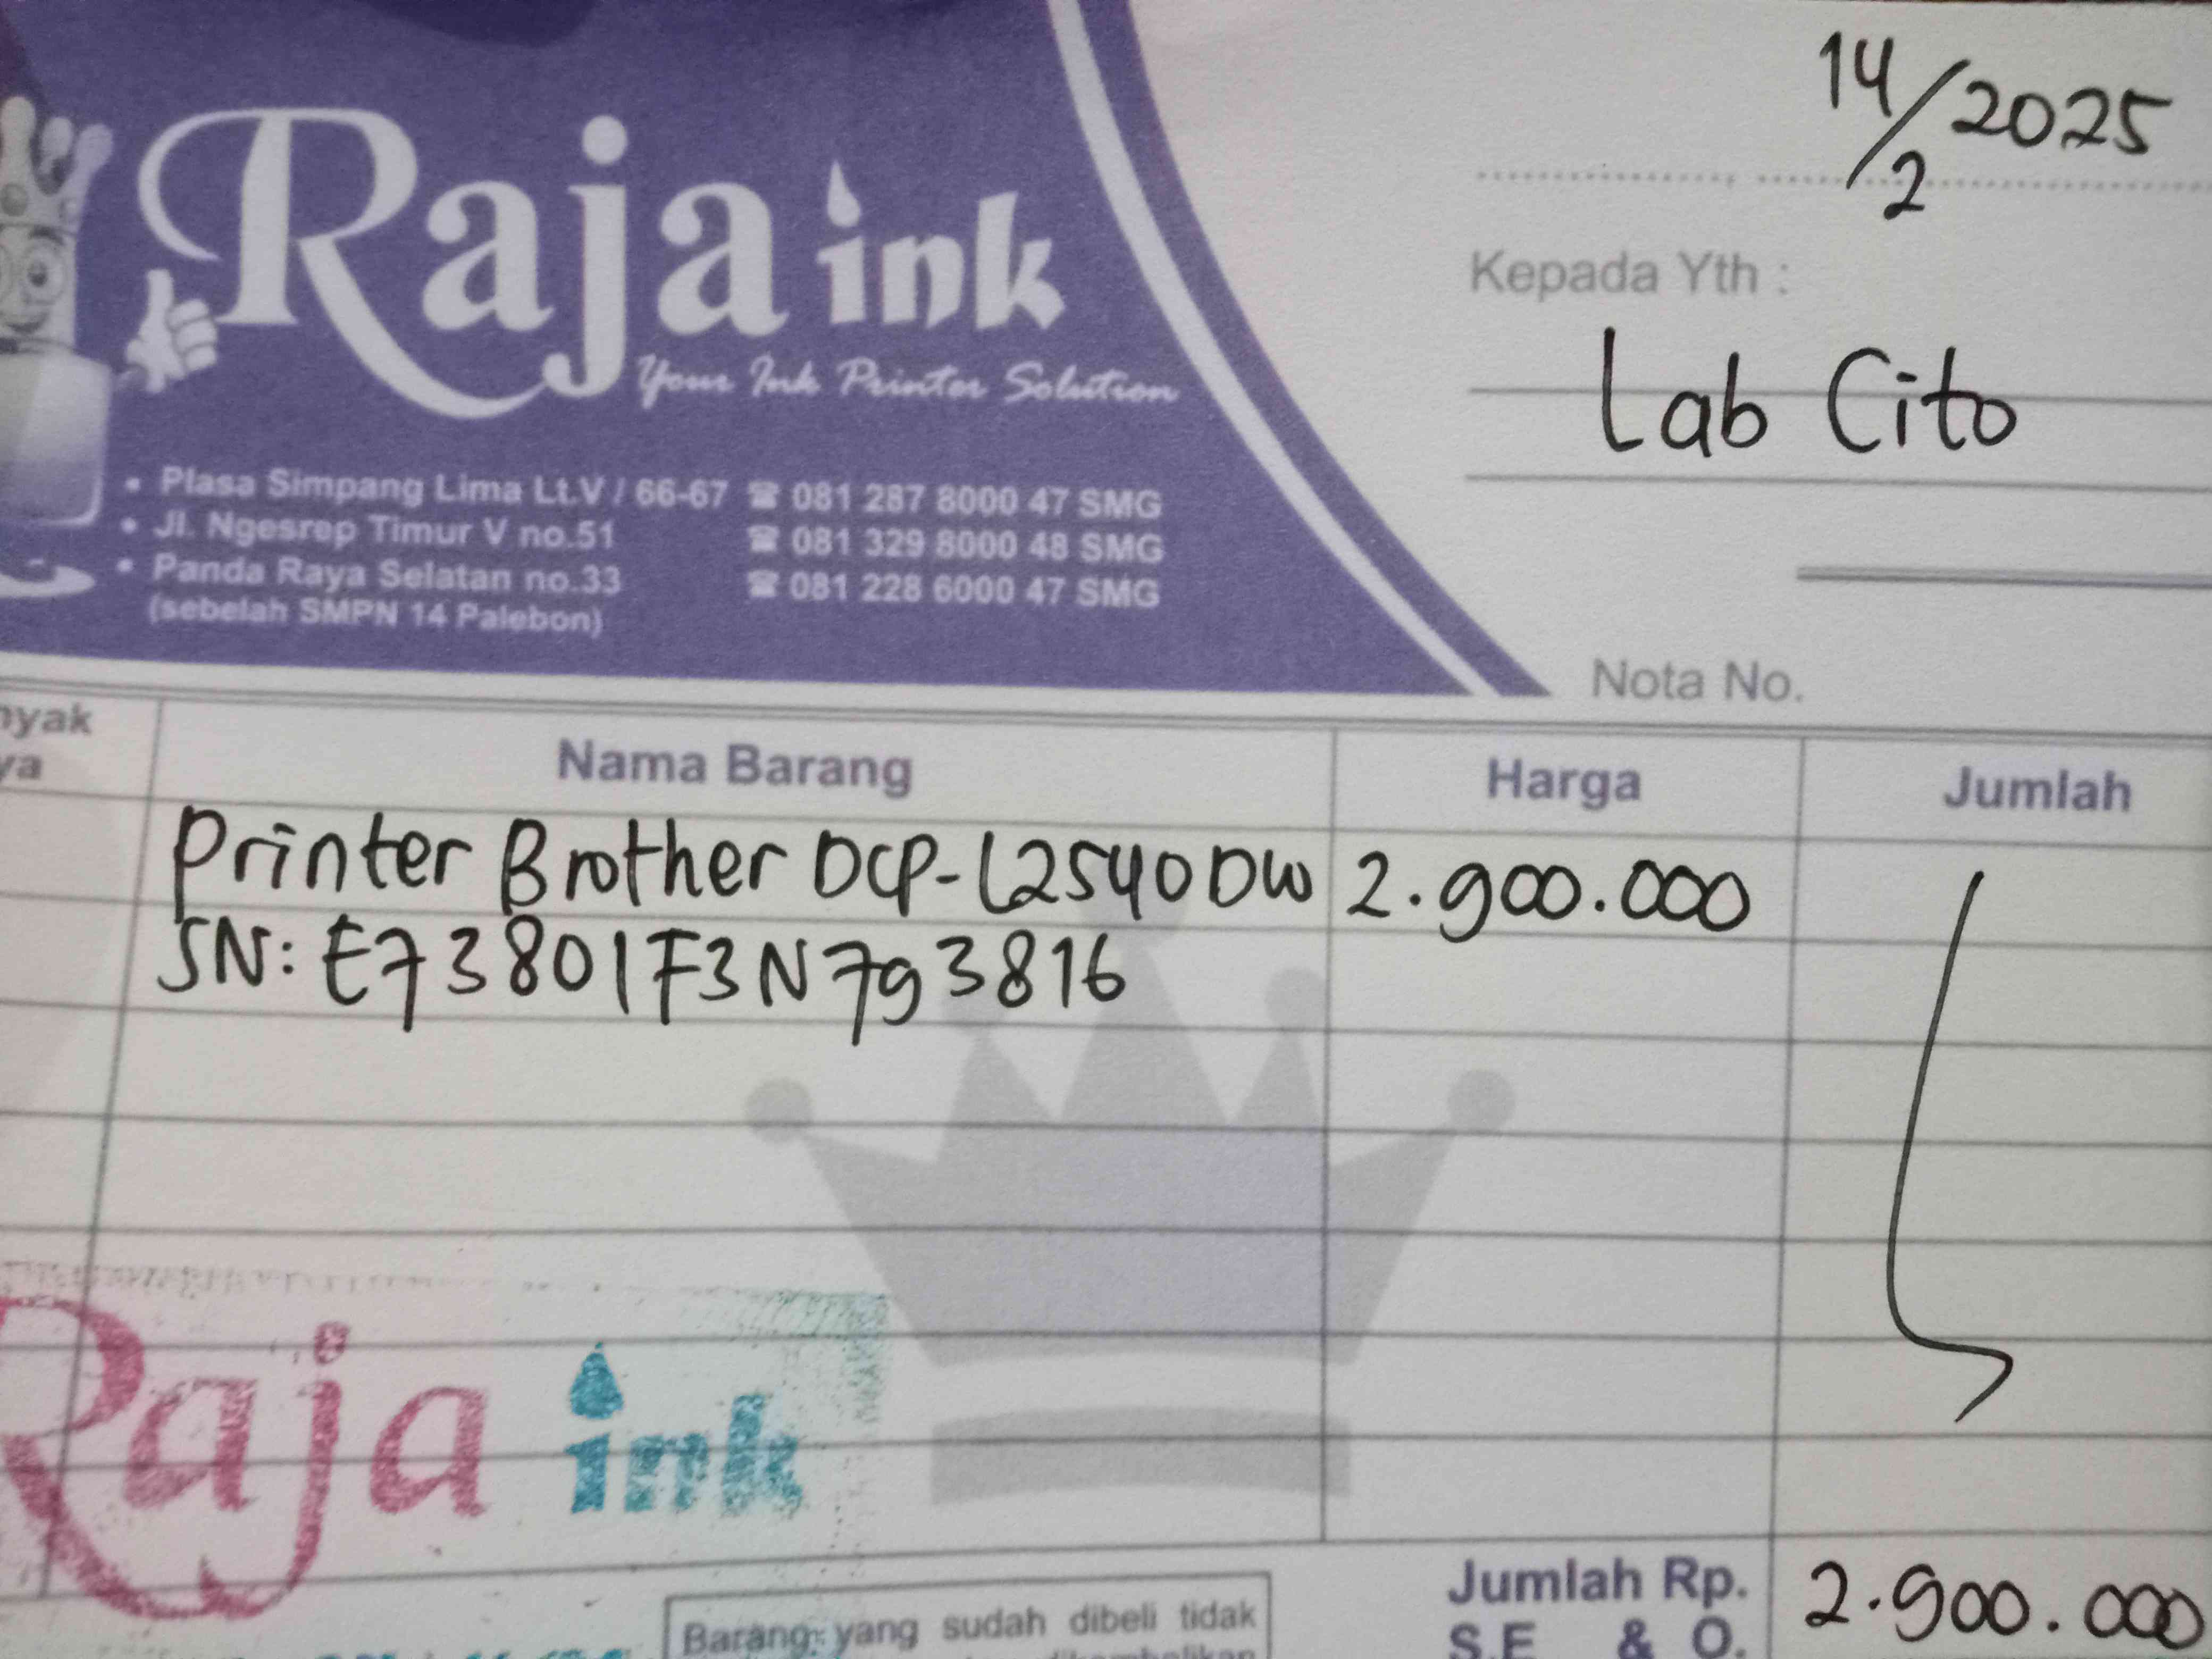 14/2 2025
Raja ink
Your Ink Printer Solution
Kepada Yth :
Lab Cito
• Plasa Simpang Lima Lt.V / 66-67 ☎ 081 287 8000 47 SMG
• Jl. Ngesrep Timur V no.51 ☎ 081 329 8000 48 SMG
• Panda Raya Selatan no.33 ☎ 081 228 6000 47 SMG
(sebelah SMPN 14 Palebon)
Nota No.
nyak
ya
Nama Barang Harga Jumlah
Printer Brother DCP-L2540DW 2.900.000
SN: E73801F3N793816
Raja ink
Jumlah Rp. 2.900.000
S.E & O.
Barang yang sudah dibeli tidak